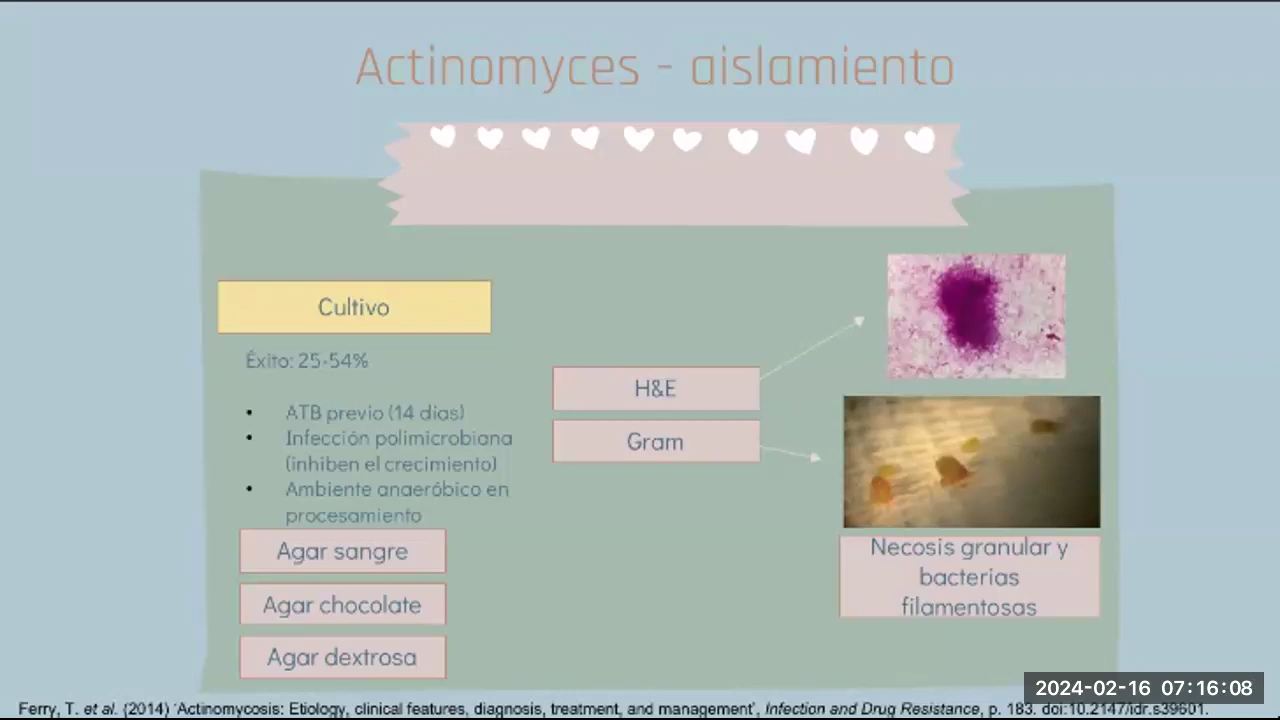 Actinomyces - aislamiento
Cultivo
Éxito: 25-54%
• ATB previo (14 días)
• Infección polimicrobiana
(inhiben el crecimiento)
• Ambiente anaeróbico en
procesamiento
Agar sangre
Agar chocolate
Agar dextrosa
H&E
Gram
Necosis granular y
bacterias
filamentosas
2024-02-16 07:16:08
Ferry, T. et al. (2014) 'Actinomycosis: Etiology, clinical features, diagnosis, treatment, and management', Infection and Drug Resistance, p. 183. doi:10.2147/idr.s39601.